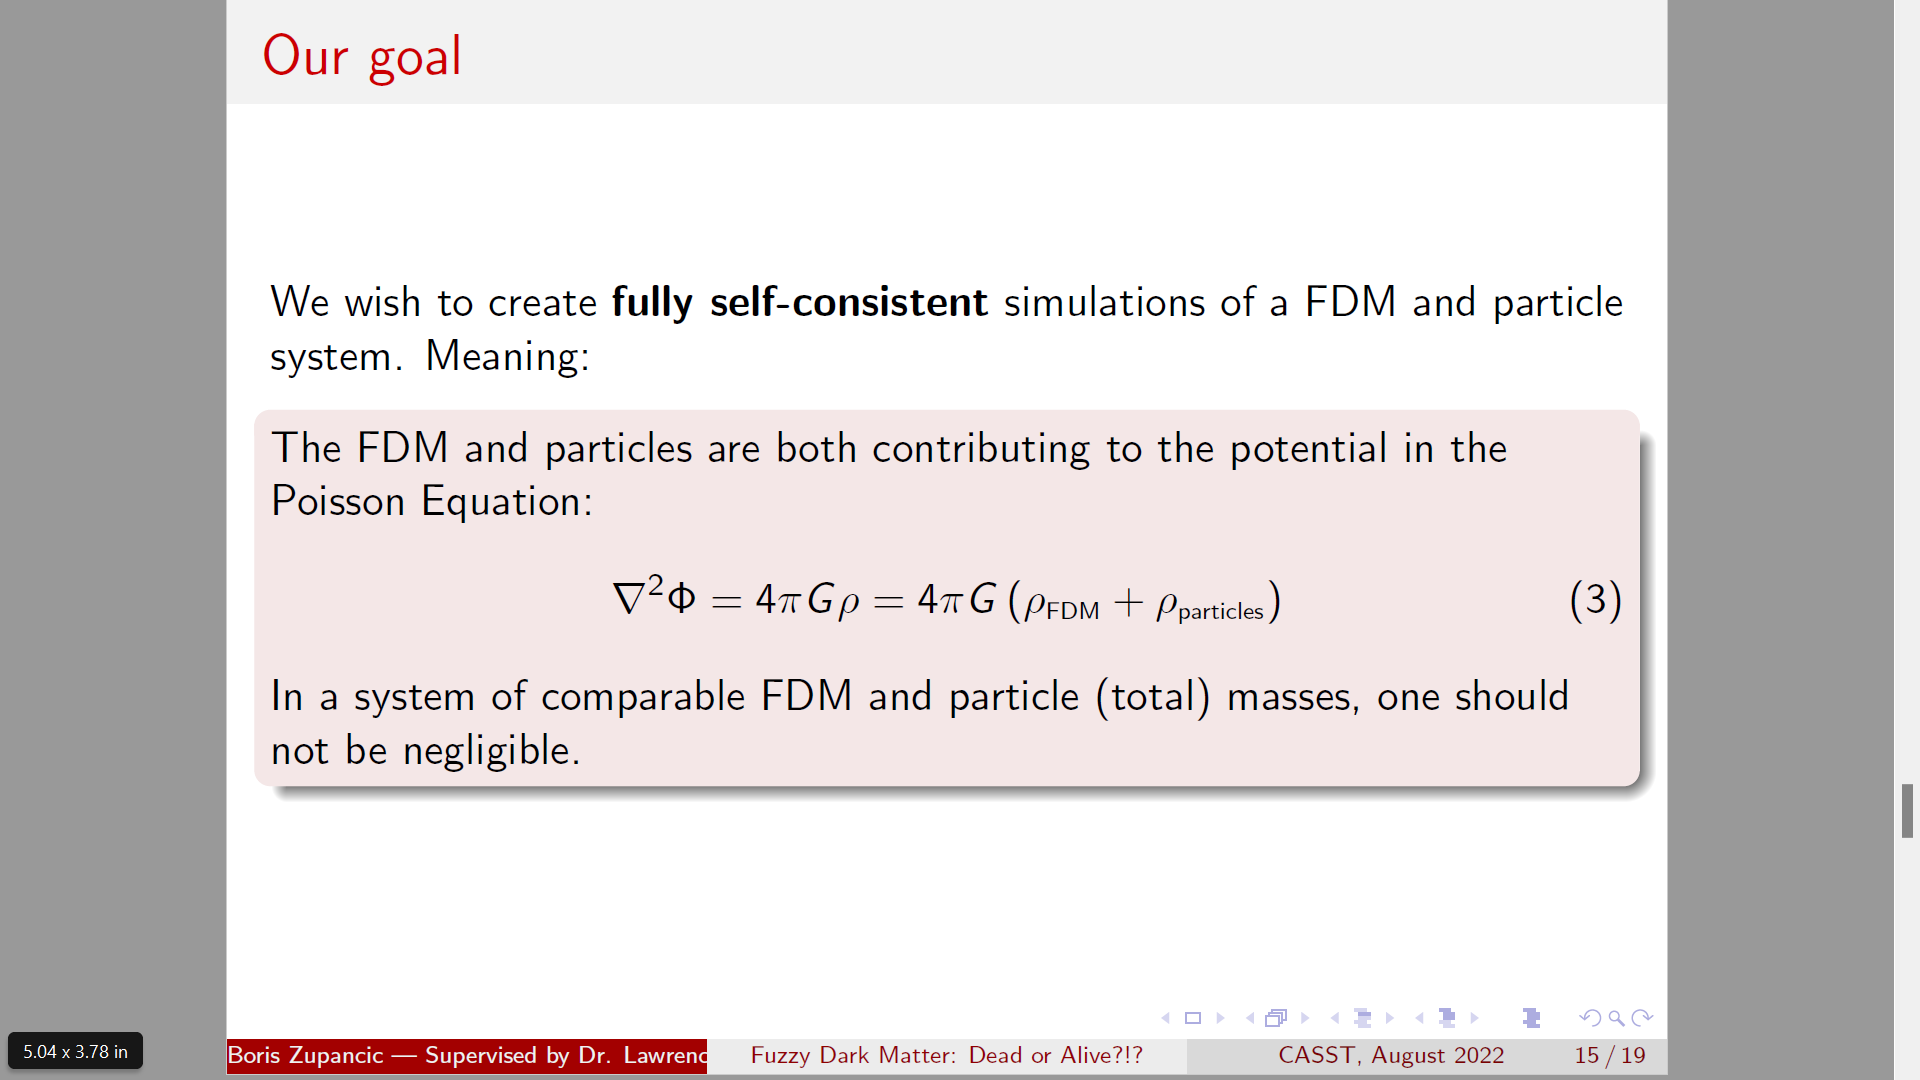 Our goal
We wish to create fully self-consistent simulations of a FDM and particle
system. Meaning:
The FDM and particles are both contributing to the potential in the
Poisson Equation:
∇²Φ = 4πGρ = 4πG (ρ_FDM + ρ_particles) (3)
In a system of comparable FDM and particle (total) masses, one should
not be negligible.
5.04 x 3.78 in
Boris Zupancic — Supervised by Dr. Lawrenc
Fuzzy Dark Matter: Dead or Alive?!?
CASST, August 2022
15 / 19